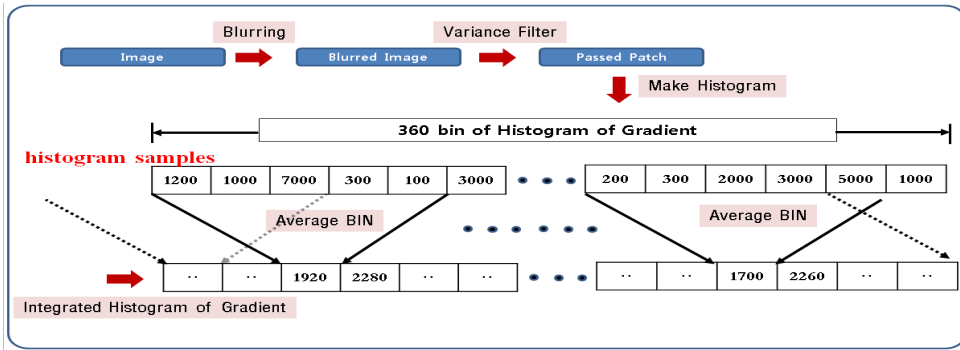 Blurring
Variance Filter
Image
Blurred Image
Passed Patch
Make Histogram
360 bin of Histogram of Gradient
histogram samples
1200 1000 7000 300 100 3000 200 300 2000 3000 5000 1000
Average BIN
Average BIN
.. .. 1920 2280 .. .. .. .. 1700 2260 .. ..
Integrated Histogram of Gradient